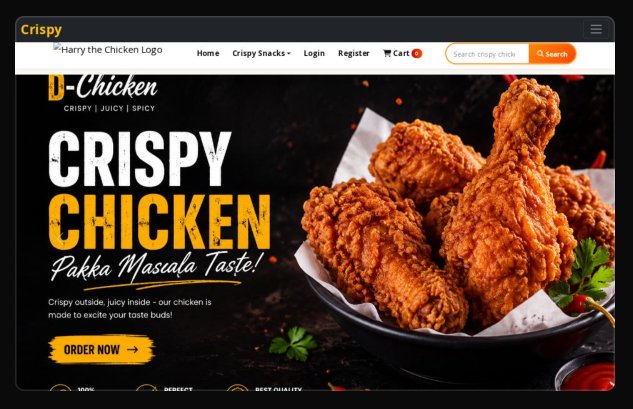 Crispy
Harry the Chicken Logo
Home Crispy Snacks Login Register Cart 0 Search crispy chicki Search
D-Chicken
CRISPY | JUICY | SPICY
CRISPY
CHICKEN
Pakka Mascala Taste!
Crispy outside, juicy inside - our chicken is
made to excite your taste buds!
ORDER NOW →
100% PERFECT BEST QUALITY